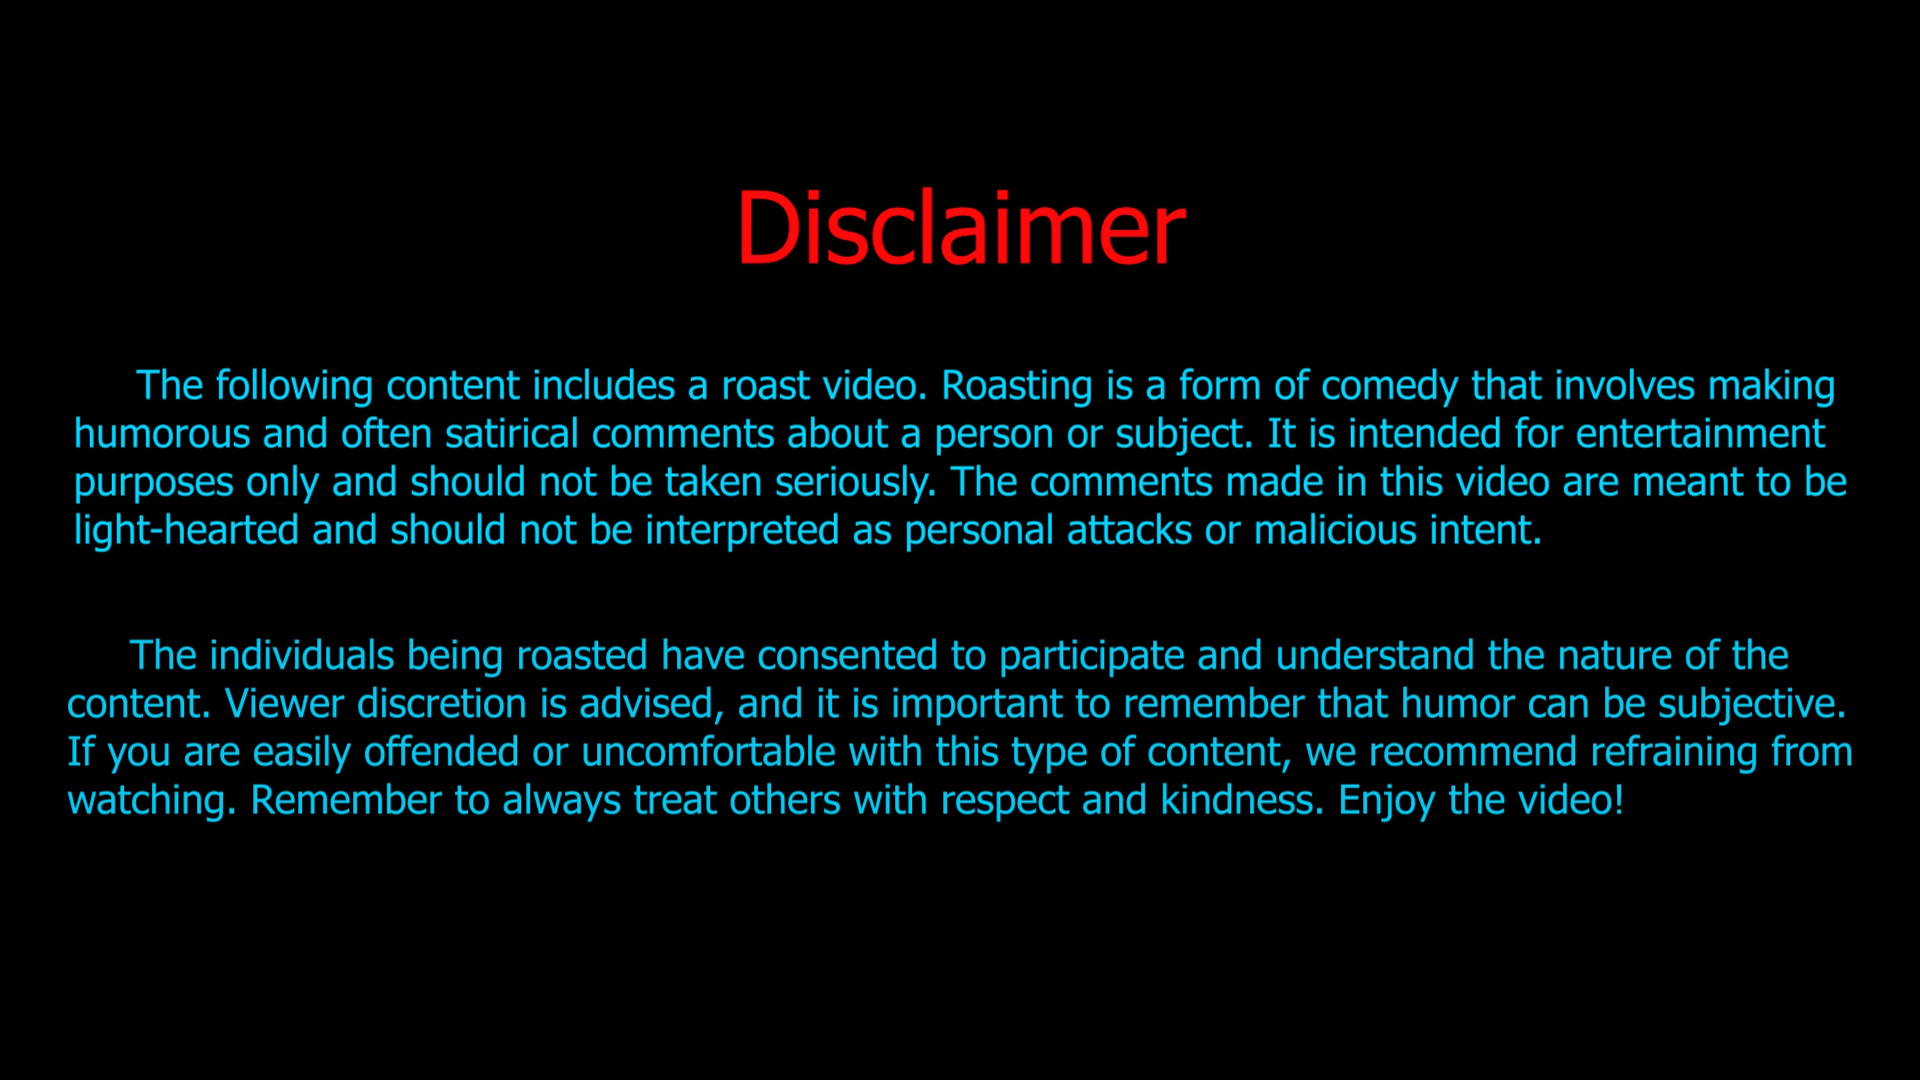 Disclaimer
The following content includes a roast video. Roasting is a form of comedy that involves making
humorous and often satirical comments about a person or subject. It is intended for entertainment
purposes only and should not be taken seriously. The comments made in this video are meant to be
light-hearted and should not be interpreted as personal attacks or malicious intent.
The individuals being roasted have consented to participate and understand the nature of the
content. Viewer discretion is advised, and it is important to remember that humor can be subjective.
If you are easily offended or uncomfortable with this type of content, we recommend refraining from
watching. Remember to always treat others with respect and kindness. Enjoy the video!